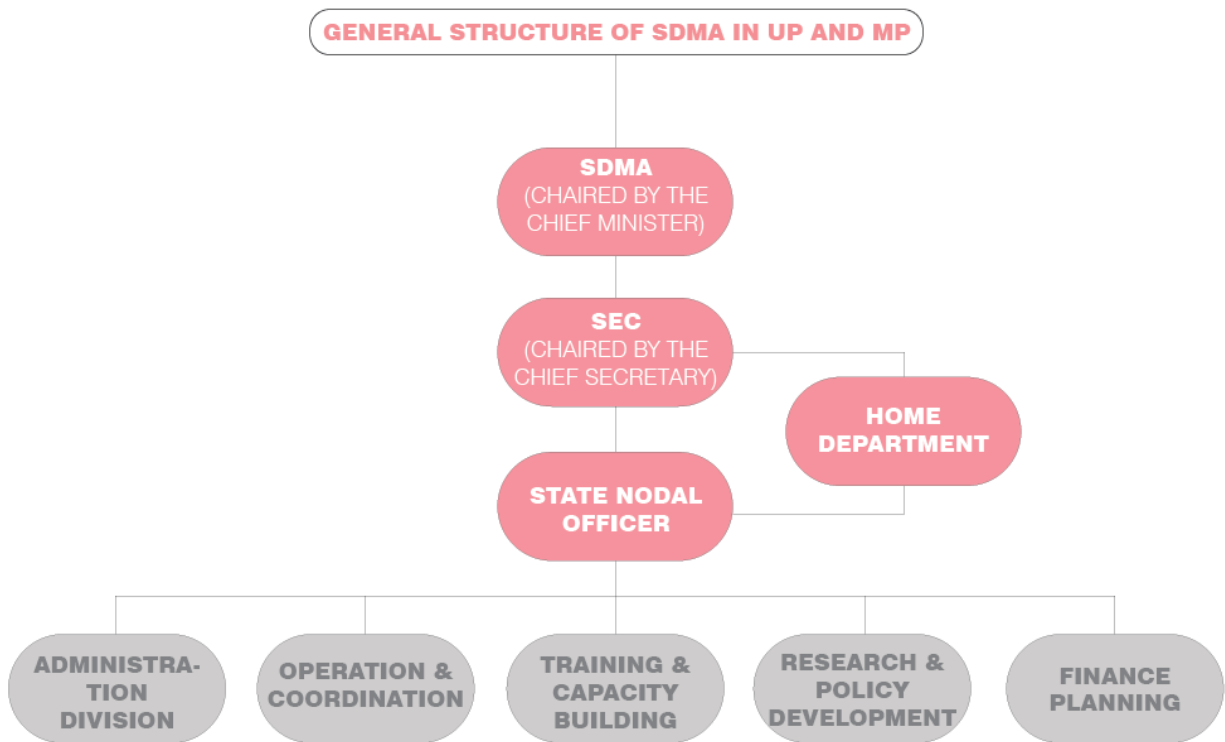 GENERAL STRUCTURE OF SDMA IN UP AND MP
SDMA
(CHAIRED BY THE
CHIEF MINISTER)
SEC
(CHAIRED BY THE
CHIEF SECRETARY)
HOME
DEPARTMENT
STATE NODAL
OFFICER
ADMINISTRA-
TION
DIVISION
OPERATION &
COORDINATION
TRAINING &
CAPACITY
BUILDING
RESEARCH &
POLICY
DEVELOPMENT
FINANCE
PLANNING